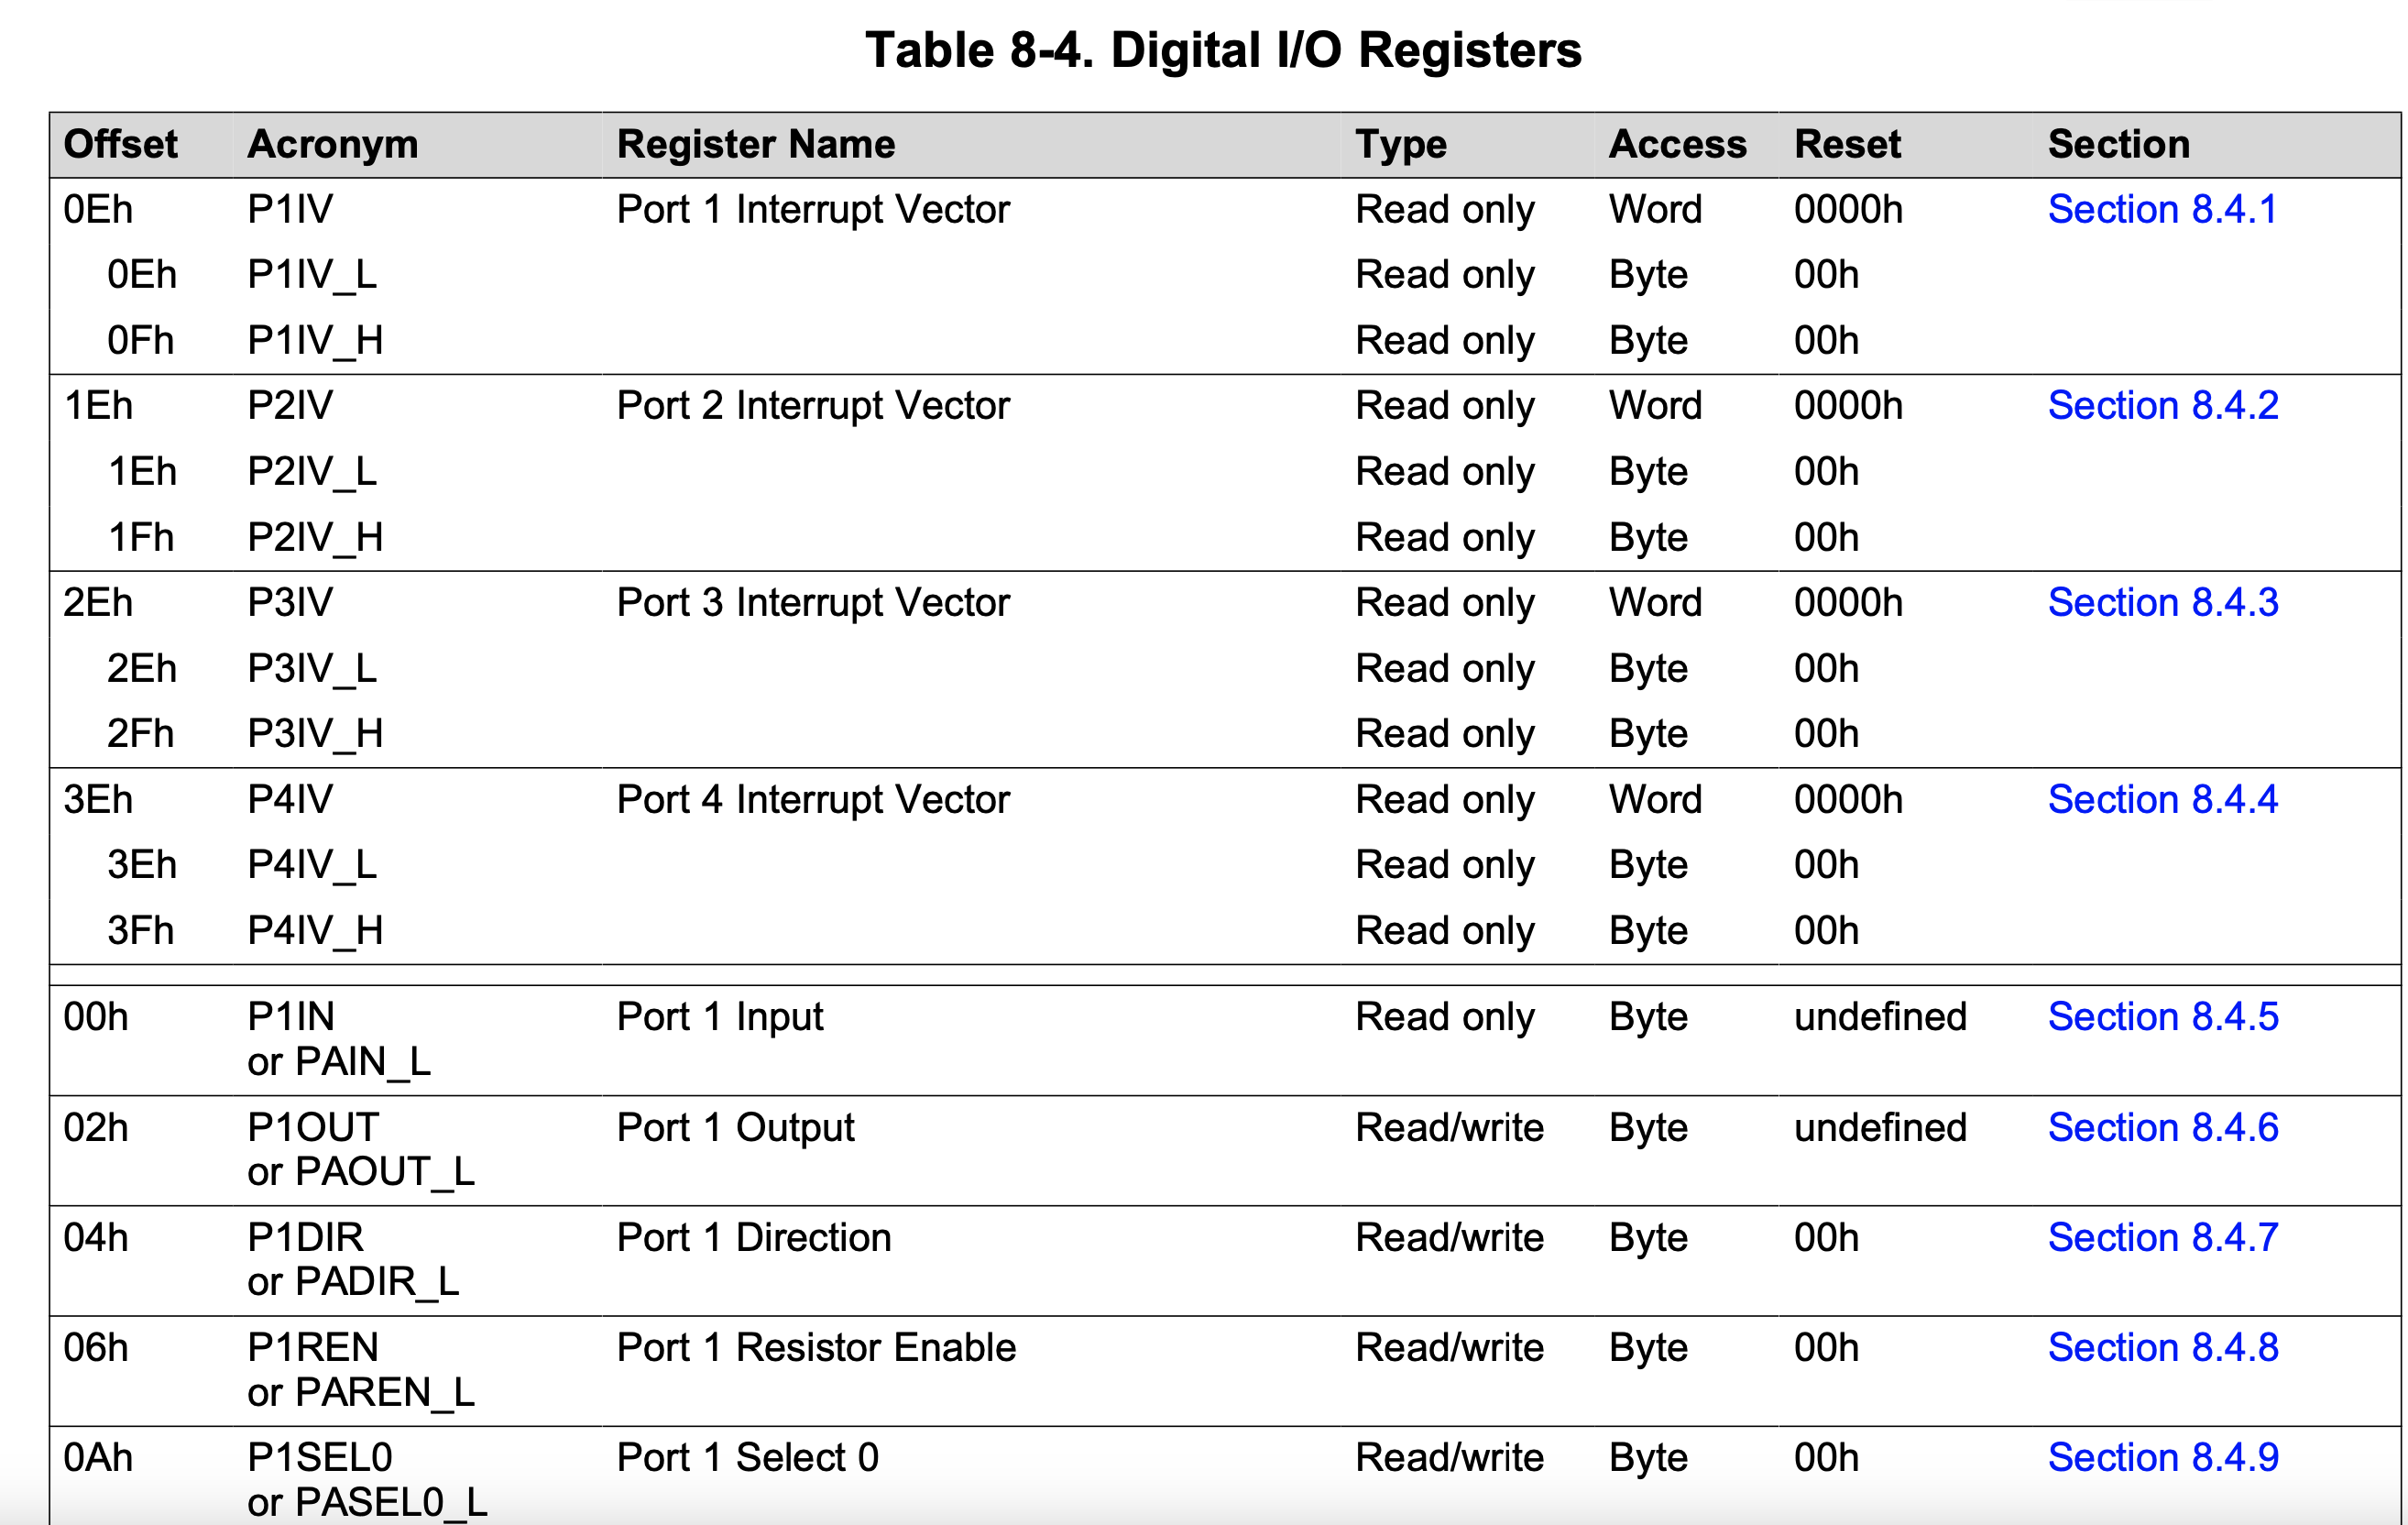 Table 8-4. Digital I/O Registers
Offset Acronym Register Name Type Access Reset Section
0Eh P1IV Port 1 Interrupt Vector Read only Word 0000h Section 8.4.1
0Eh P1IV_L Read only Byte 00h
0Fh P1IV_H Read only Byte 00h
1Eh P2IV Port 2 Interrupt Vector Read only Word 0000h Section 8.4.2
1Eh P2IV_L Read only Byte 00h
1Fh P2IV_H Read only Byte 00h
2Eh P3IV Port 3 Interrupt Vector Read only Word 0000h Section 8.4.3
2Eh P3IV_L Read only Byte 00h
2Fh P3IV_H Read only Byte 00h
3Eh P4IV Port 4 Interrupt Vector Read only Word 0000h Section 8.4.4
3Eh P4IV_L Read only Byte 00h
3Fh P4IV_H Read only Byte 00h
00h P1IN Port 1 Input Read only Byte undefined Section 8.4.5
or PAIN_L
02h P1OUT Port 1 Output Read/write Byte undefined Section 8.4.6
or PAOUT_L
04h P1DIR Port 1 Direction Read/write Byte 00h Section 8.4.7
or PADIR_L
06h P1REN Port 1 Resistor Enable Read/write Byte 00h Section 8.4.8
or PAREN_L
0Ah P1SEL0 Port 1 Select 0 Read/write Byte 00h Section 8.4.9
or PASEL0_L